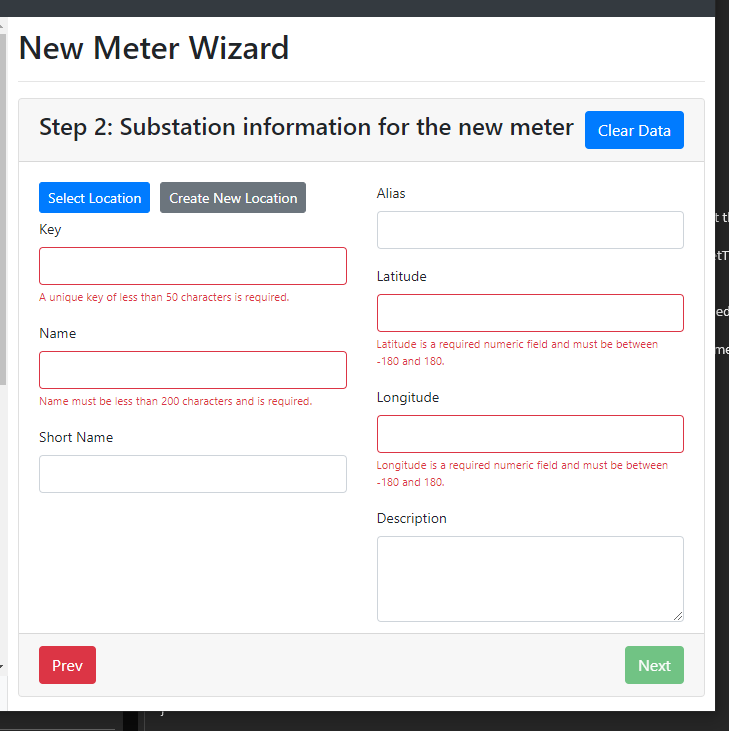 New Meter Wizard
Step 2: Substation information for the new meter
Clear Data
Select Location
Create New Location
Key
A unique key of less than 50 characters is required.
Name
Name must be less than 200 characters and is required.
Short Name
Alias
Latitude
Latitude is a required numeric field and must be between
-180 and 180.
Longitude
Longitude is a required numeric field and must be between
-180 and 180.
Description
Prev
Next